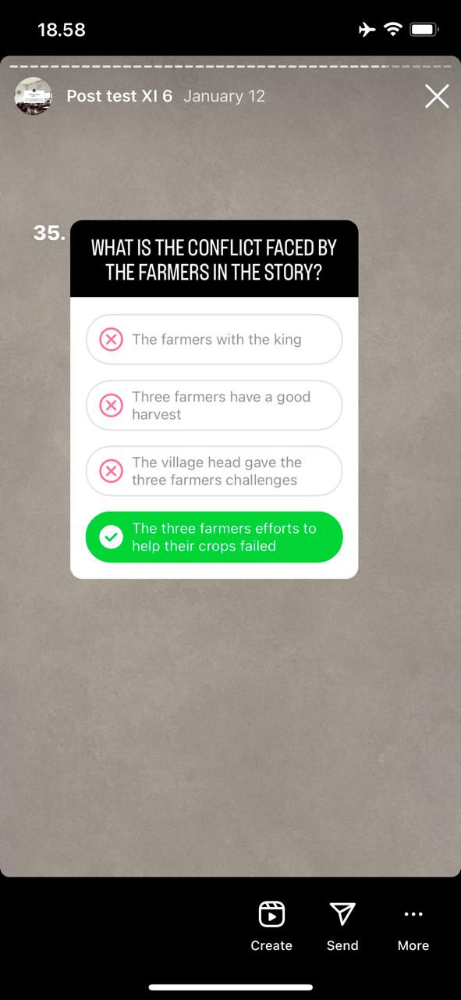 18.58
Post test XI 6 January 12
35.
WHAT IS THE CONFLICT FACED BY
THE FARMERS IN THE STORY?
The farmers with the king
Three farmers have a good
harvest
The village head gave the
three farmers challenges
The three farmers efforts to
help their crops failed
Create Send More